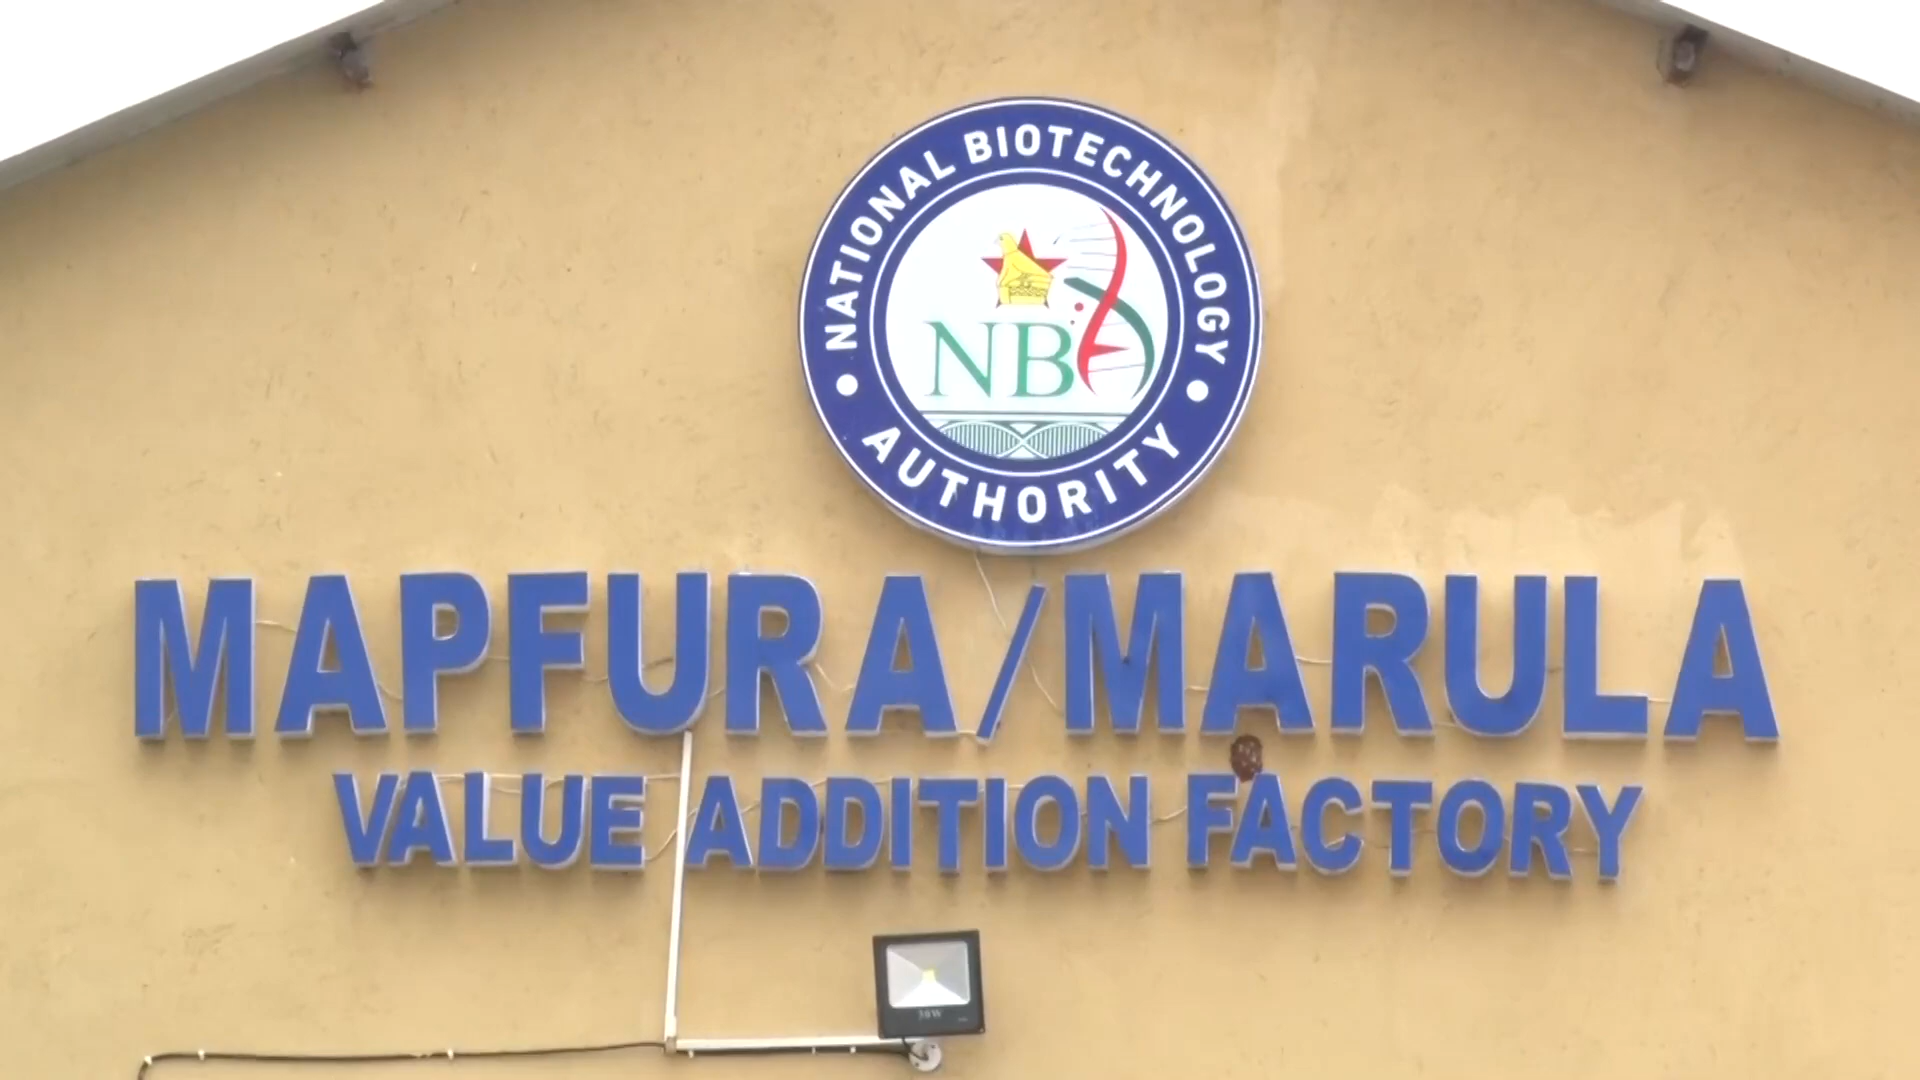 NATIONAL BIOTECHNOLOGY
AUTHORITY
NBA
MAPFURA/MARULA
VALUE ADDITION FACTORY